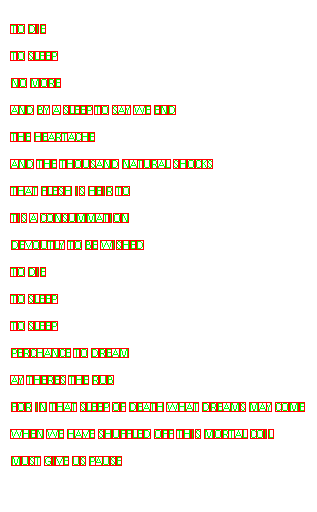 TO DIE
TO SLEEP
NO MORE
AND BY A SLEEP TO SAY WE END
THE HEARTACHE
AND THE THOUSAND NATURAL SHOCKS
THAT FLESH IS HEIR TO
TIS A CONSUMMATION
DEVOUTLY TO BE WISHED
TO DIE
TO SLEEP
TO SLEEP
PERCHANCE TO DREAM
AY THERES THE RUB
FOR IN THAT SLEEP OF DEATH WHAT DREAMS MAY COME
WHEN WE HAVE SHUFFLED OFF THIS MORTAL COIL
MUST GIVE US PAUSE